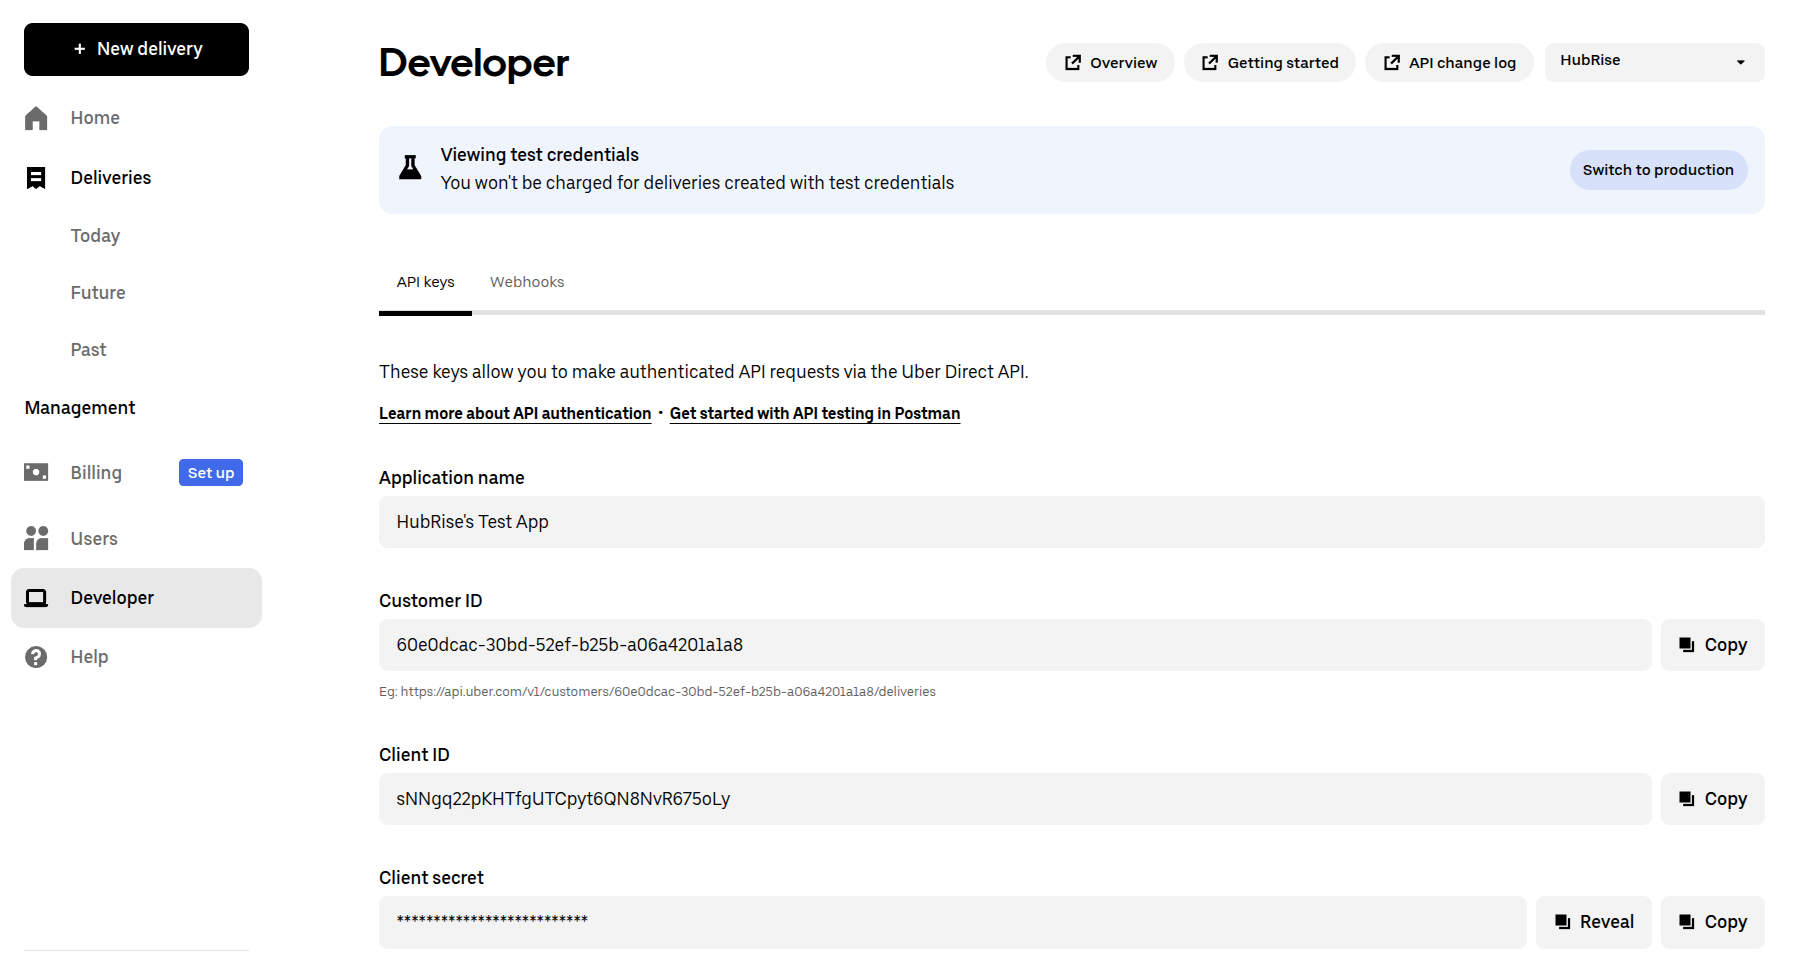 + New delivery
Home
Deliveries
Today
Future
Past
Management
Billing
Set up
Users
Developer
Help
Developer
Overview
Getting started
API change log
HubRise
Viewing test credentials
You won't be charged for deliveries created with test credentials
Switch to production
API keys
Webhooks
These keys allow you to make authenticated API requests via the Uber Direct API.
Learn more about API authentication • Get started with API testing in Postman
Application name
HubRise's Test App
Customer ID
60e0dcac-30bd-52ef-b25b-a06a4201a1a8
Copy
Eg: https://api.uber.com/v1/customers/60e0dcac-30bd-52ef-b25b-a06a4201a1a8/deliveries
Client ID
sNNgq22pKHTfgUTCpyt6QN8NvR675oLy
Copy
Client secret
**************************
Reveal
Copy